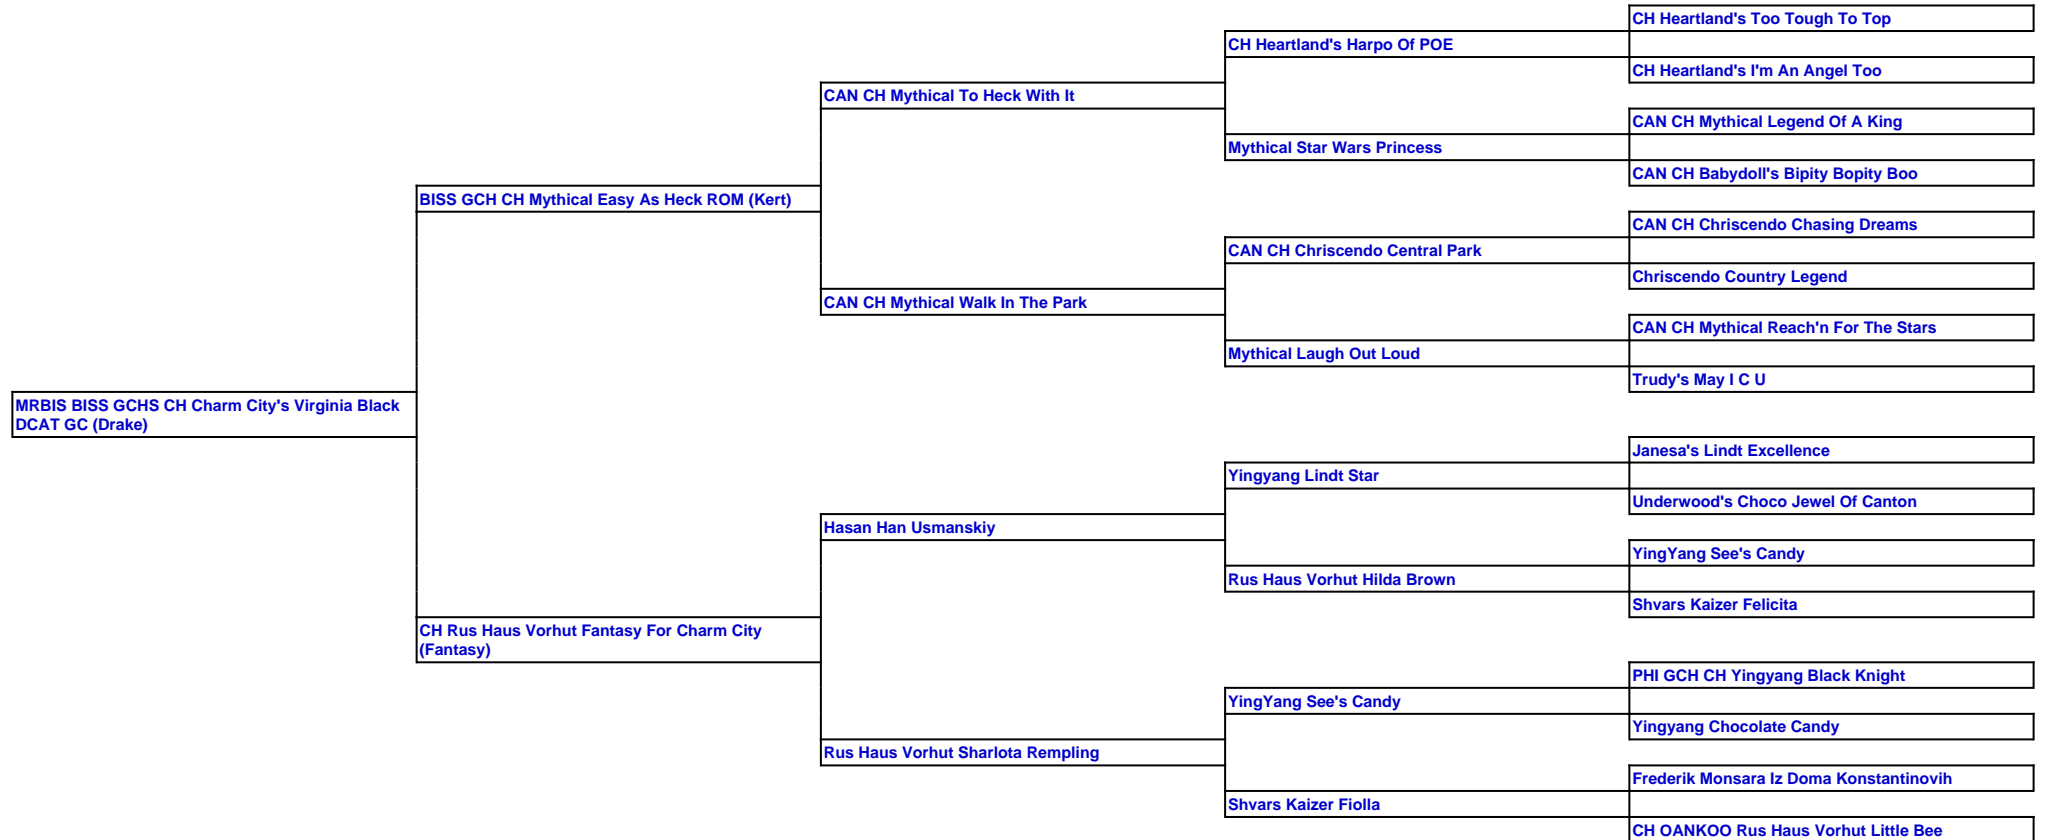 CH Heartland's Too Tough To Top
CH Heartland's Harpo Of POE
CH Heartland's I'm An Angel Too
CAN CH Mythical To Heck With It
CAN CH Mythical Legend Of A King
Mythical Star Wars Princess
CAN CH Babydoll's Bipity Bopity Boo
BISS GCH CH Mythical Easy As Heck ROM (Kert)
CAN CH Chriscendo Chasing Dreams
CAN CH Chriscendo Central Park
Chriscendo Country Legend
CAN CH Mythical Walk In The Park
CAN CH Mythical Reach'n For The Stars
Mythical Laugh Out Loud
Trudy's May I C U
MRBIS BISS GCHS CH Charm City's Virginia Black
DCAT GC (Drake)
Janesa's Lindt Excellence
Yingyang Lindt Star
Underwood's Choco Jewel Of Canton
Hasan Han Usmanskiy
YingYang See's Candy
Rus Haus Vorhut Hilda Brown
Shvars Kaizer Felicita
CH Rus Haus Vorhut Fantasy For Charm City
(Fantasy)
PHI GCH CH Yingyang Black Knight
YingYang See's Candy
Yingyang Chocolate Candy
Rus Haus Vorhut Sharlota Rempling
Frederik Monsara Iz Doma Konstantinovih
Shvars Kaizer Fiolla
CH OANKOO Rus Haus Vorhut Little Bee